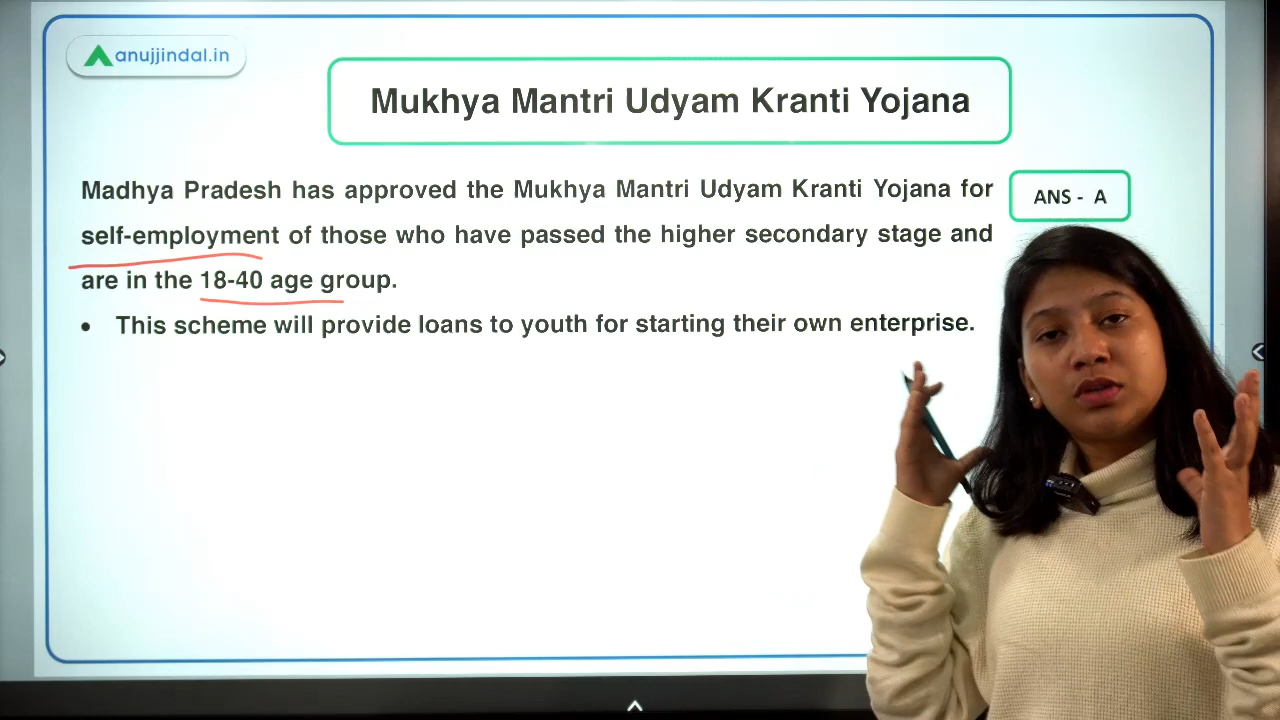 anujjindal.in
Mukhya Mantri Udyam Kranti Yojana
Madhya Pradesh has approved the Mukhya Mantri Udyam Kranti Yojana for
self-employment of those who have passed the higher secondary stage and
are in the 18-40 age group.
• This scheme will provide loans to youth for starting their own enterprise.
ANS - A